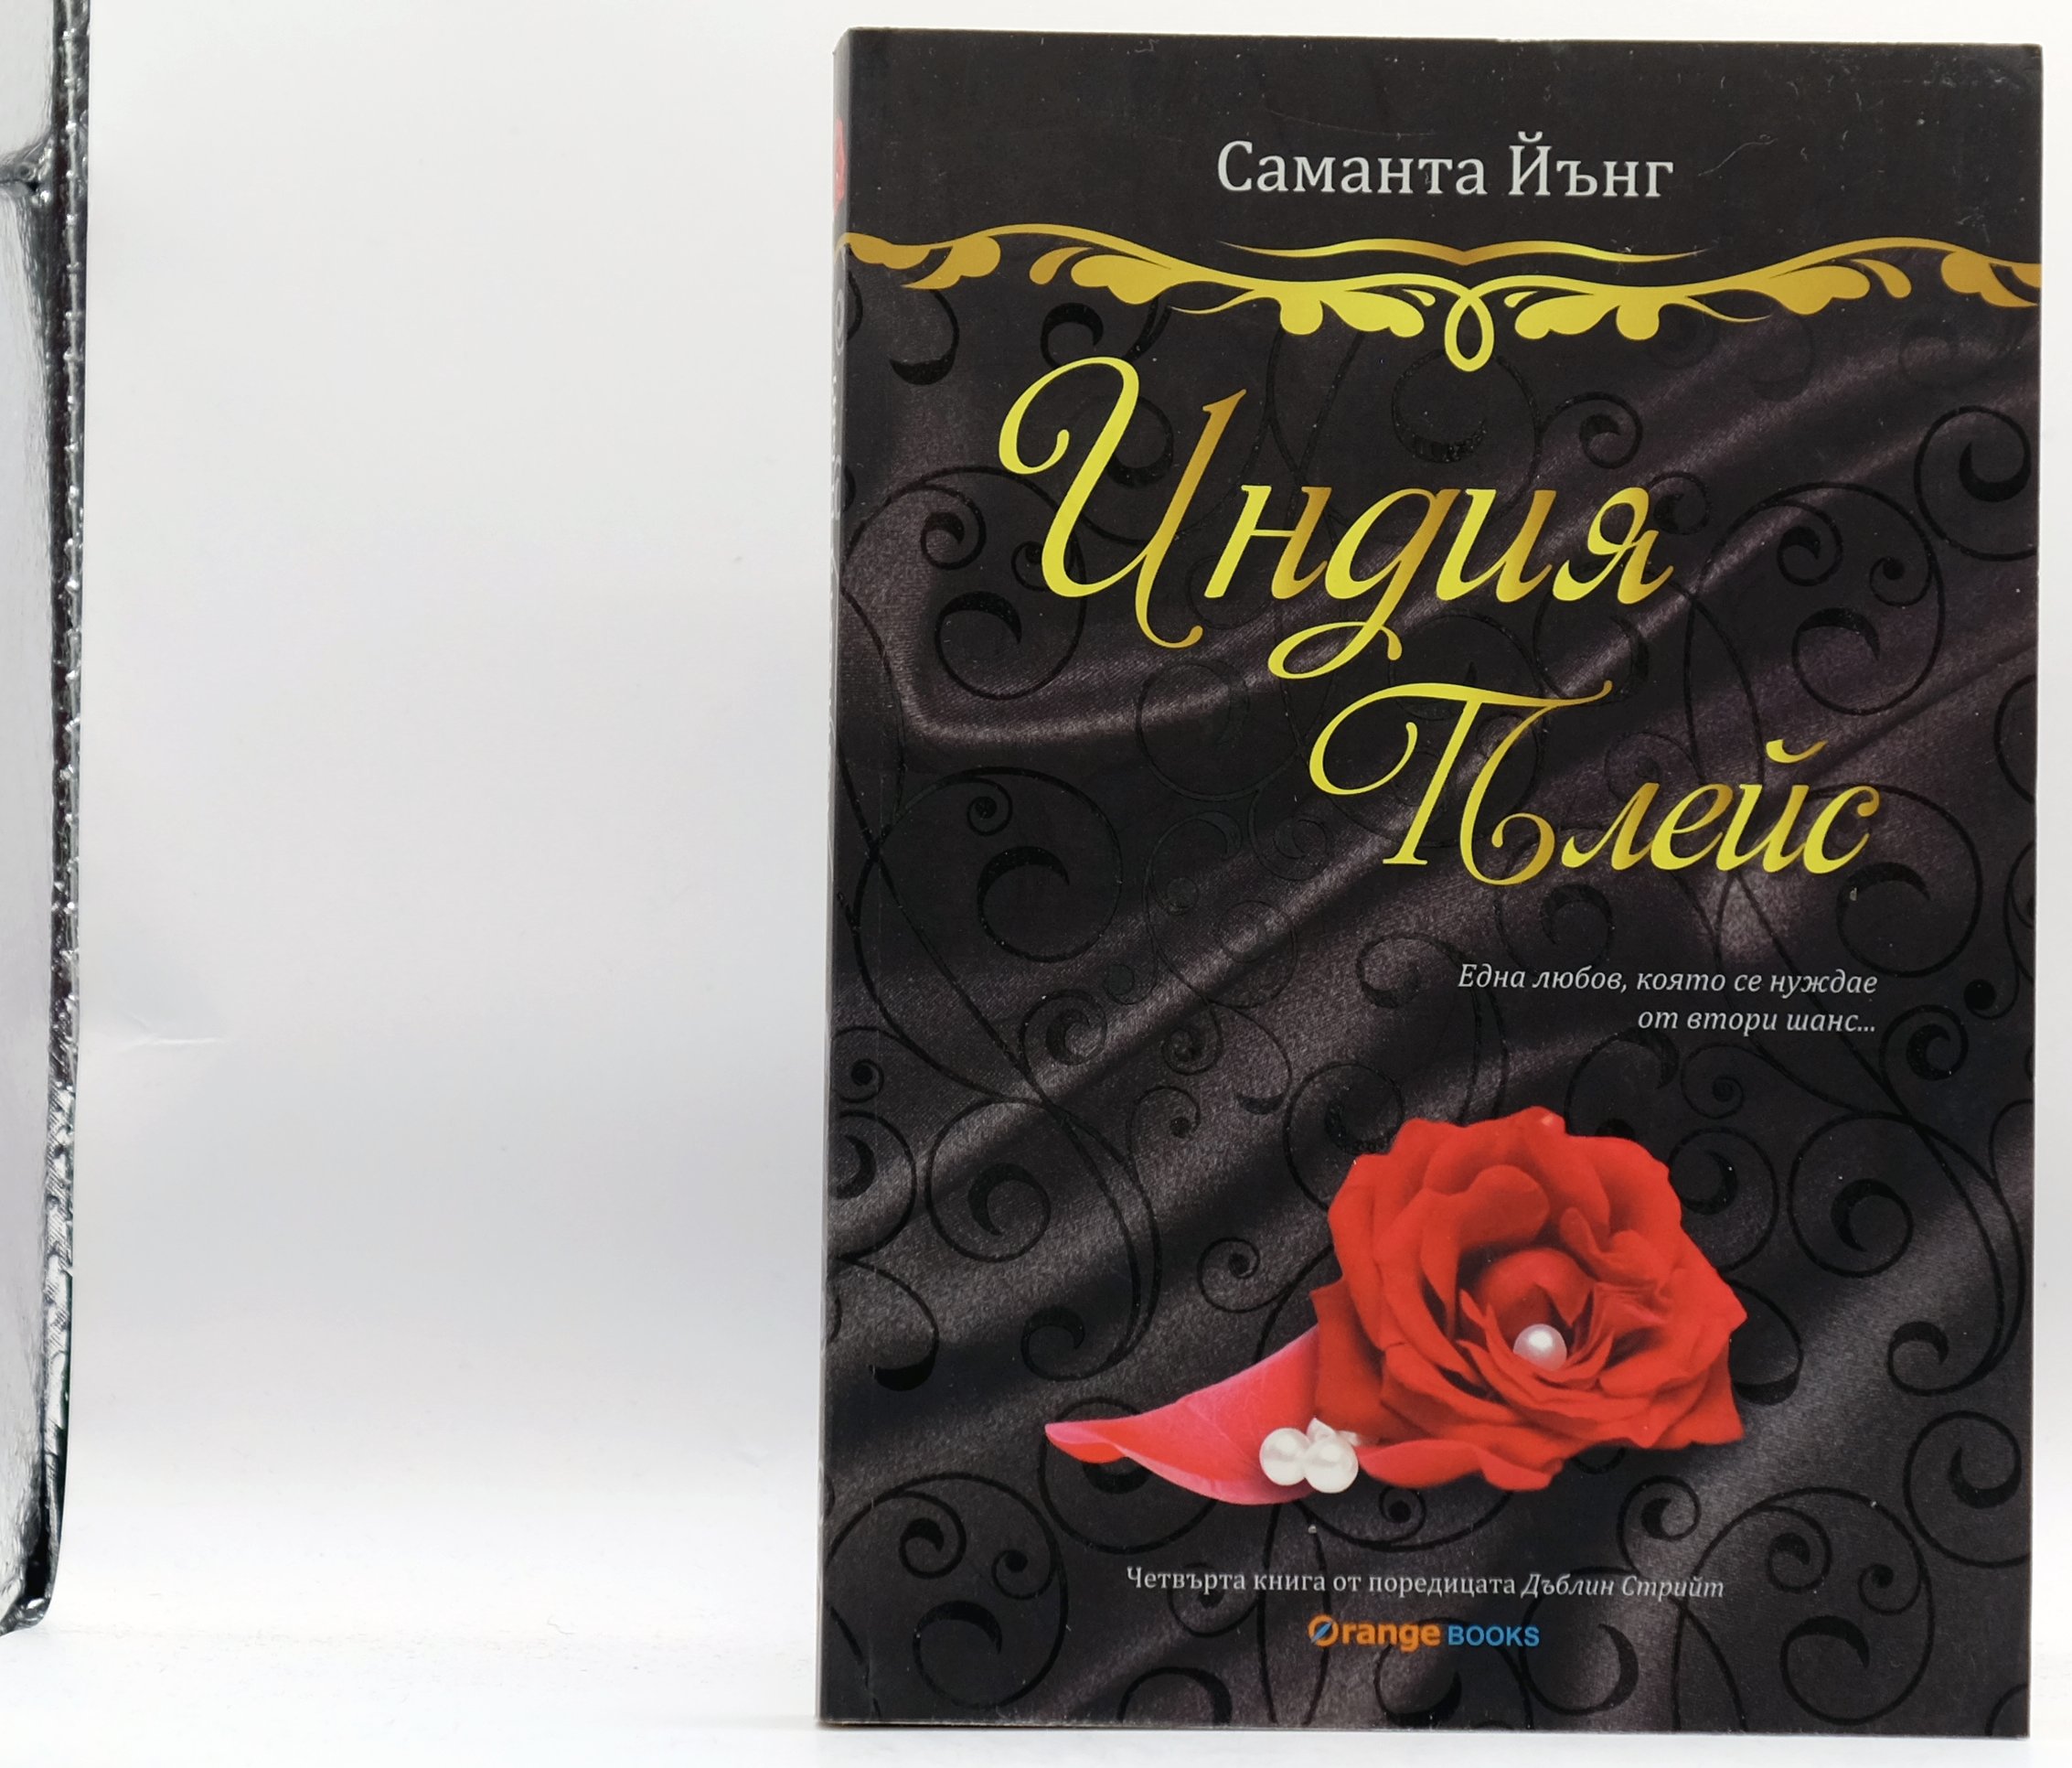 Саманта Йънг
Индия
Плейс
Една любов, която се нуждае
от втори шанс...
Четвърта книга от поредицата Дъблин Стрийт
Orange BOOKS